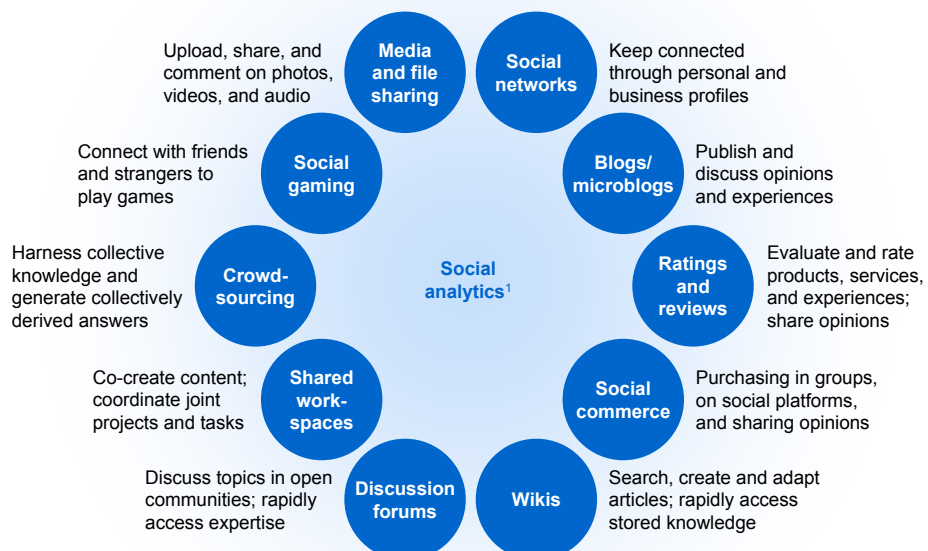 Upload, share, and
comment on photos,
videos, and audio
Media
and file
sharing
Social
networks
Keep connected
through personal and
business profiles
Connect with friends
and strangers to
play games
Social
gaming
Blogs/
microblogs
Publish and
discuss opinions
and experiences
Harness collective
knowledge and
generate collectively
derived answers
Crowd-
sourcing
Social
analytics¹
Ratings
and
reviews
Evaluate and rate
products, services,
and experiences;
share opinions
Co-create content;
coordinate joint
projects and tasks
Shared
work-
spaces
Social
commerce
Purchasing in groups,
on social platforms,
and sharing opinions
Discuss topics in open
communities; rapidly
access expertise
Discussion
forums
Wikis
Search, create and adapt
articles; rapidly access
stored knowledge